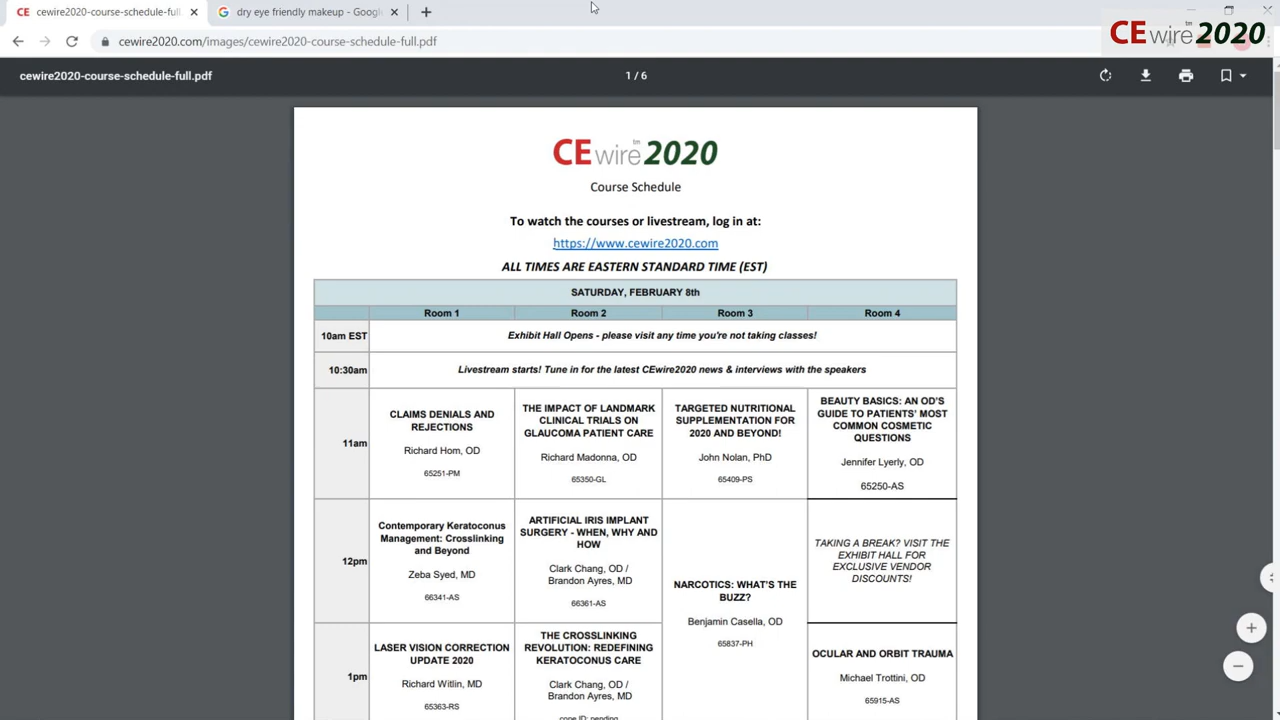 CE cewire2020-course-schedule-full
dry eye friendly makeup - Google
cewire2020.com/images/cewire2020-course-schedule-full.pdf
CE wire™ 2020
cewire2020-course-schedule-full.pdf
1 / 6
CE wire™ 2020
Course Schedule
To watch the courses or livestream, log in at:
https://www.cewire2020.com
ALL TIMES ARE EASTERN STANDARD TIME (EST)
SATURDAY, FEBRUARY 8th
Room 1 Room 2 Room 3 Room 4
10am EST
Exhibit Hall Opens - please visit any time you're not taking classes!
10:30am
Livestream starts! Tune in for the latest CEwire2020 news & interviews with the speakers
11am
CLAIMS DENIALS AND
REJECTIONS
Richard Hom, OD
65251-PM
THE IMPACT OF LANDMARK
CLINICAL TRIALS ON
GLAUCOMA PATIENT CARE
Richard Madonna, OD
65350-GL
TARGETED NUTRITIONAL
SUPPLEMENTATION FOR
2020 AND BEYOND!
John Nolan, PhD
65409-PS
BEAUTY BASICS: AN OD'S
GUIDE TO PATIENTS' MOST
COMMON COSMETIC
QUESTIONS
Jennifer Lyerly, OD
65250-AS
12pm
Contemporary Keratoconus
Management: Crosslinking
and Beyond
Zeba Syed, MD
66341-AS
ARTIFICIAL IRIS IMPLANT
SURGERY - WHEN, WHY AND
HOW
Clark Chang, OD /
Brandon Ayres, MD
66361-AS
NARCOTICS: WHAT'S THE
BUZZ?
Benjamin Casella, OD
65837-PH
TAKING A BREAK? VISIT THE
EXHIBIT HALL FOR
EXCLUSIVE VENDOR
DISCOUNTS!
1pm
LASER VISION CORRECTION
UPDATE 2020
Richard Witlin, MD
65363-RS
THE CROSSLINKING
REVOLUTION: REDEFINING
KERATOCONUS CARE
Clark Chang, OD /
Brandon Ayres, MD
cope ID: pending
OCULAR AND ORBIT TRAUMA
Michael Trottini, OD
65915-AS